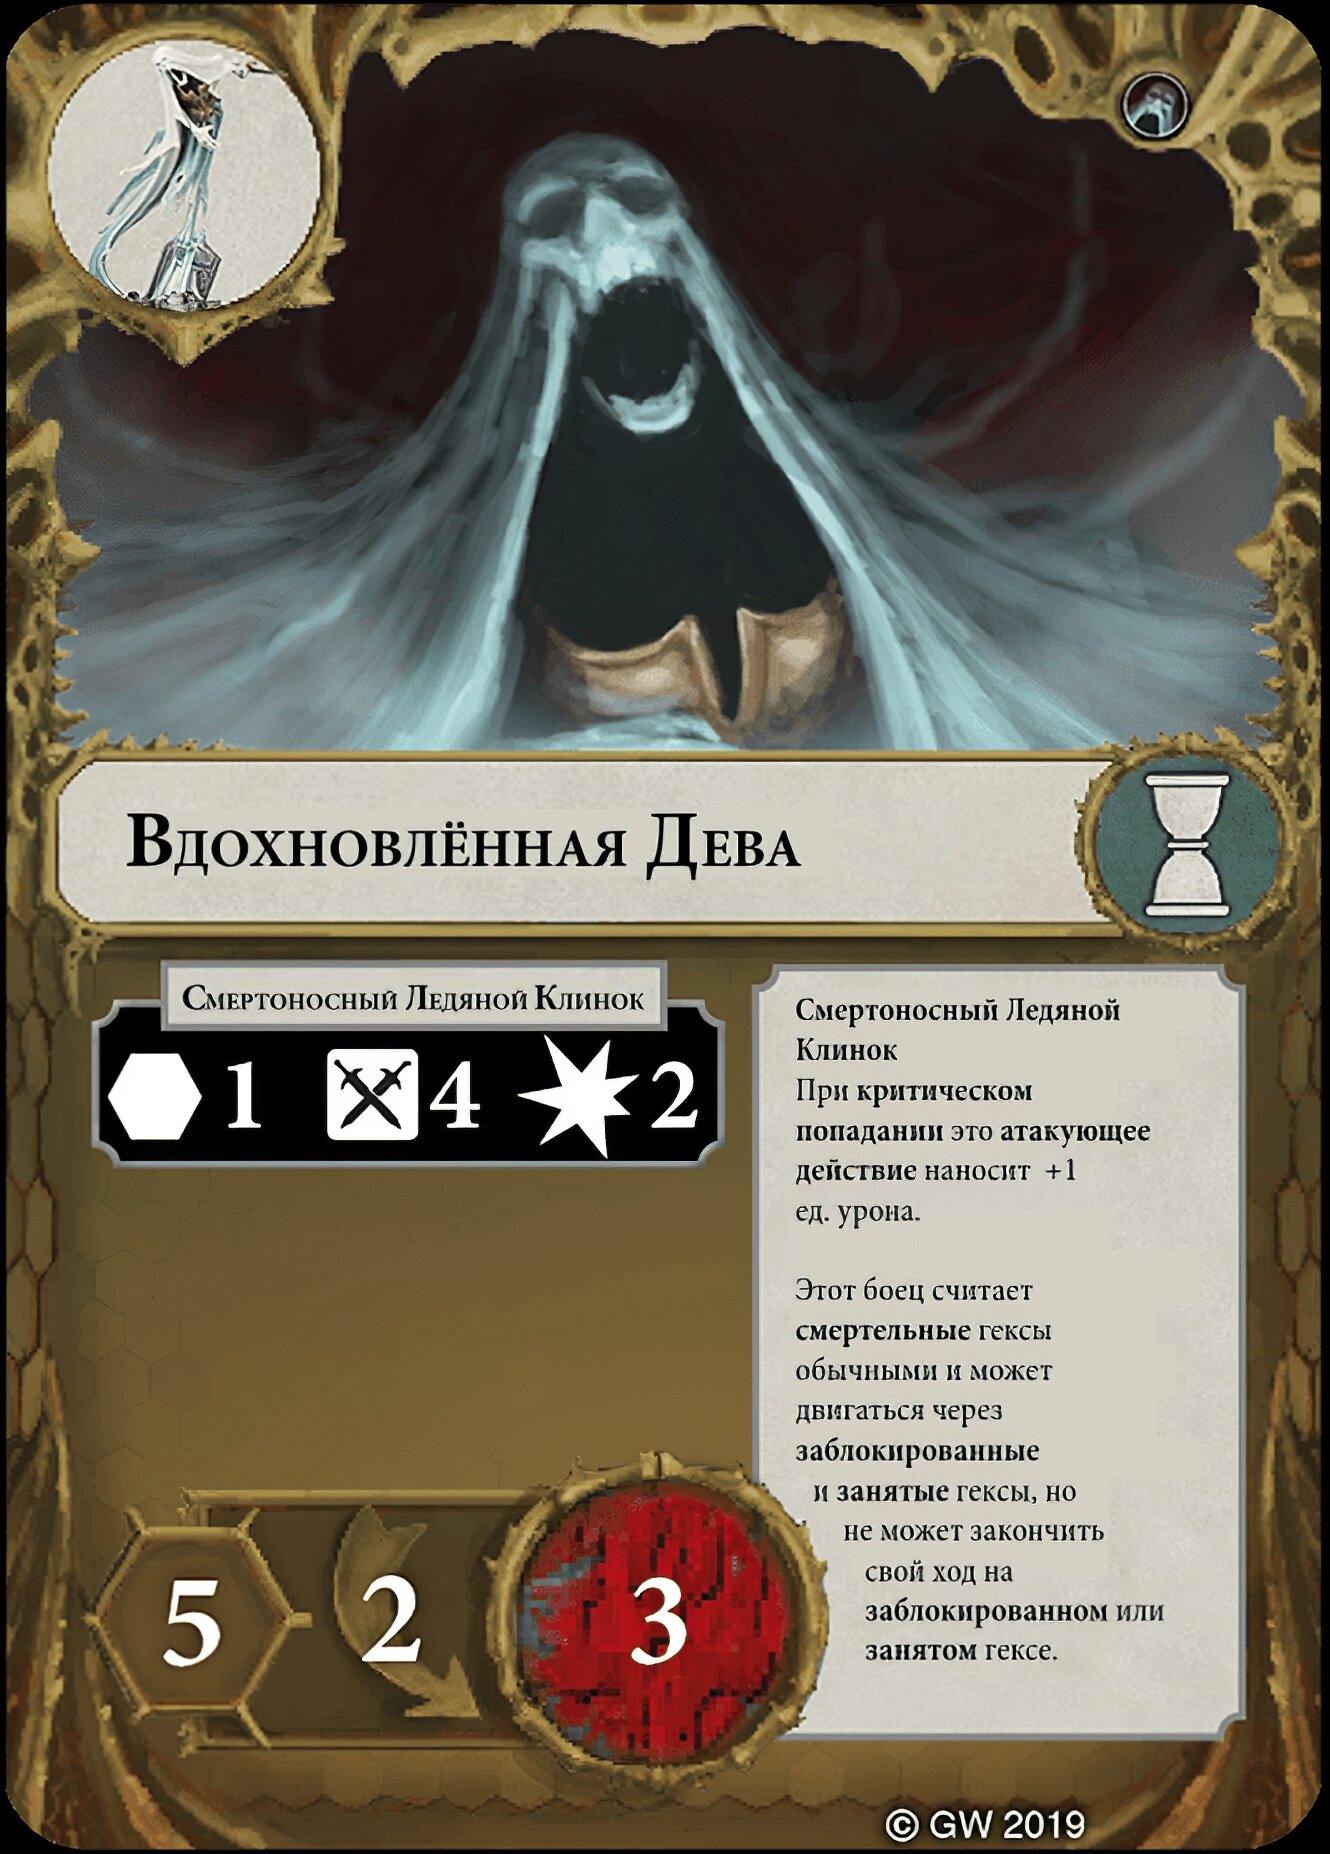 Вдохновлённая Дева
Смертоносный Ледяной Клинок
1 4 2
Смертоносный Ледяной
Клинок
При критическом
попадании это атакующее
действие наносит +1
ед. урона.
Этот боец считает
смертельные гексы
обычными и может
двигаться через
заблокированные
и занятые гексы, но
не может закончить
свой ход на
заблокированном или
занятом гексе.
5 2 3
© GW 2019